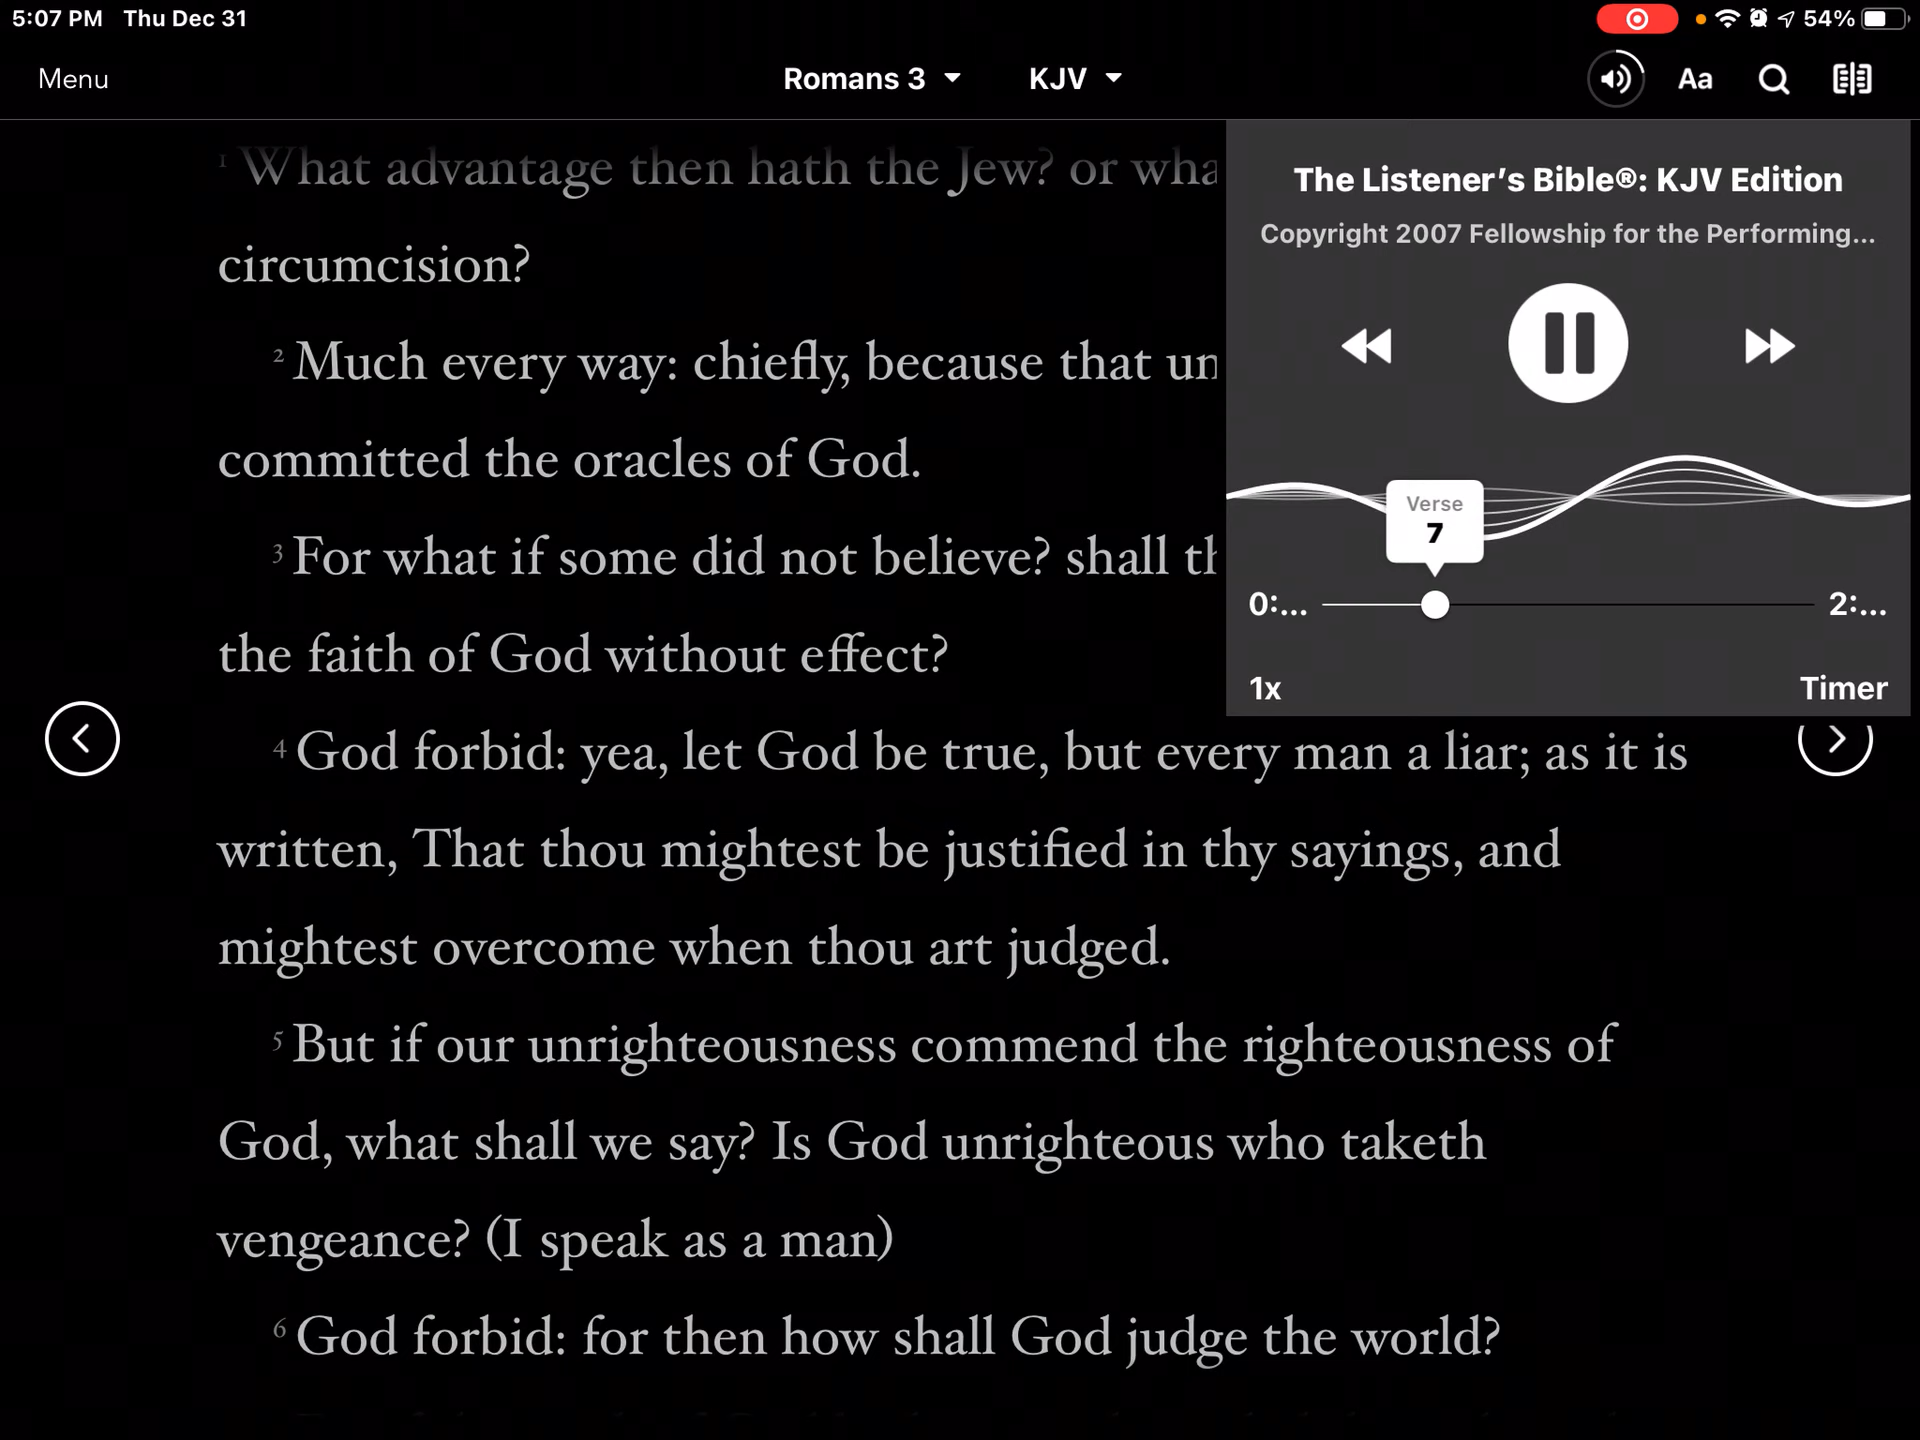 5:07 PM Thu Dec 31
54%
Menu
Romans 3
KJV
Aa
1 What advantage then hath the Jew? or wha
circumcision?
2 Much every way: chiefly, because that un
committed the oracles of God.
3 For what if some did not believe? shall th
the faith of God without effect?
4 God forbid: yea, let God be true, but every man a liar; as it is
written, That thou mightest be justified in thy sayings, and
mightest overcome when thou art judged.
5 But if our unrighteousness commend the righteousness of
God, what shall we say? Is God unrighteous who taketh
vengeance? (I speak as a man)
6 God forbid: for then how shall God judge the world?
The Listener's Bible®: KJV Edition
Copyright 2007 Fellowship for the Performing...
Verse
7
0:...
2:...
1x
Timer